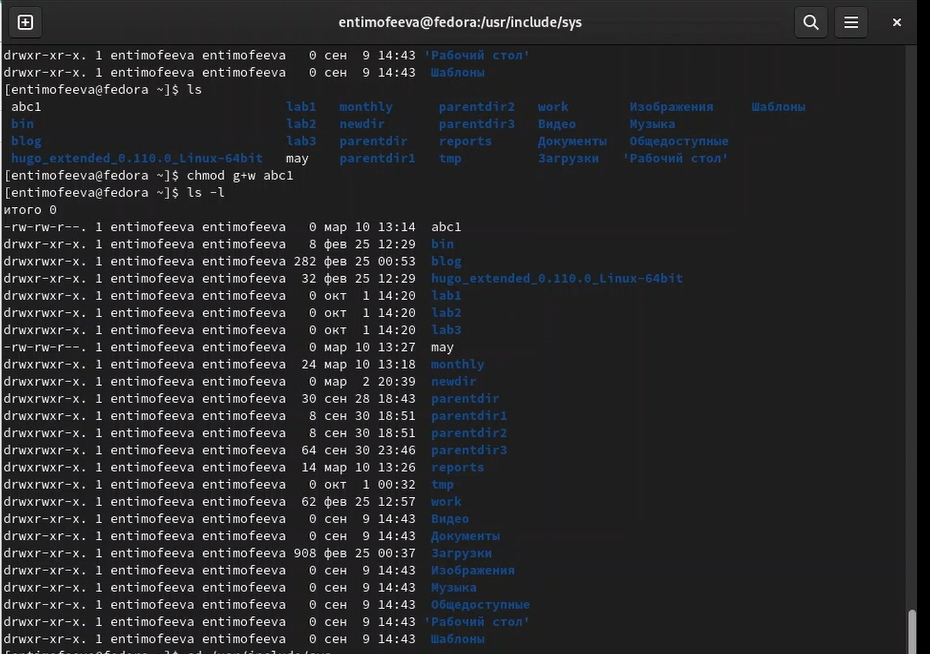 entimofeeva@fedora:/usr/include/sys
drwxr-xr-x. 1 entimofeeva entimofeeva   0 сен  9 14:43 'Рабочий стол'
drwxr-xr-x. 1 entimofeeva entimofeeva   0 сен  9 14:43  Шаблоны
[entimofeeva@fedora ~]$ ls
abc1 lab1 monthly parentdir2 work Изображения Шаблоны
bin lab2 newdir parentdir3 Видео Музыка
blog lab3 parentdir reports Документы Общедоступные
hugo_extended_0.110.0_Linux-64bit may parentdir1 tmp Загрузки 'Рабочий стол'
[entimofeeva@fedora ~]$ chmod g+w abc1
[entimofeeva@fedora ~]$ ls -l
итого 0
-rw-rw-r--. 1 entimofeeva entimofeeva   0 мар 10 13:14  abc1
drwxr-xr-x. 1 entimofeeva entimofeeva   8 фев 25 12:29  bin
drwxrwxr-x. 1 entimofeeva entimofeeva 282 фев 25 00:53  blog
drwxr-xr-x. 1 entimofeeva entimofeeva  32 фев 25 12:29  hugo_extended_0.110.0_Linux-64bit
drwxrwxr-x. 1 entimofeeva entimofeeva   0 окт  1 14:20  lab1
drwxrwxr-x. 1 entimofeeva entimofeeva   0 окт  1 14:20  lab2
drwxrwxr-x. 1 entimofeeva entimofeeva   0 окт  1 14:20  lab3
-rw-rw-r--. 1 entimofeeva entimofeeva   0 мар 10 13:27  may
drwxrwxr-x. 1 entimofeeva entimofeeva  24 мар 10 13:18  monthly
drwxrwxr-x. 1 entimofeeva entimofeeva   0 мар  2 20:39  newdir
drwxrwxr-x. 1 entimofeeva entimofeeva  30 сен 28 18:43  parentdir
drwxrwxr-x. 1 entimofeeva entimofeeva   8 сен 30 18:51  parentdir1
drwxrwxr-x. 1 entimofeeva entimofeeva   8 сен 30 18:51  parentdir2
drwxrwxr-x. 1 entimofeeva entimofeeva  64 сен 30 23:46  parentdir3
drwxrwxr-x. 1 entimofeeva entimofeeva  14 мар 10 13:26  reports
drwxrwxr-x. 1 entimofeeva entimofeeva   0 окт  1 00:32  tmp
drwxrwxr-x. 1 entimofeeva entimofeeva  62 фев 25 12:57  work
drwxr-xr-x. 1 entimofeeva entimofeeva   0 сен  9 14:43  Видео
drwxr-xr-x. 1 entimofeeva entimofeeva   0 сен  9 14:43  Документы
drwxr-xr-x. 1 entimofeeva entimofeeva 908 фев 25 00:37  Загрузки
drwxr-xr-x. 1 entimofeeva entimofeeva   0 сен  9 14:43  Изображения
drwxr-xr-x. 1 entimofeeva entimofeeva   0 сен  9 14:43  Музыка
drwxr-xr-x. 1 entimofeeva entimofeeva   0 сен  9 14:43  Общедоступные
drwxr-xr-x. 1 entimofeeva entimofeeva   0 сен  9 14:43 'Рабочий стол'
drwxr-xr-x. 1 entimofeeva entimofeeva   0 сен  9 14:43  Шаблоны